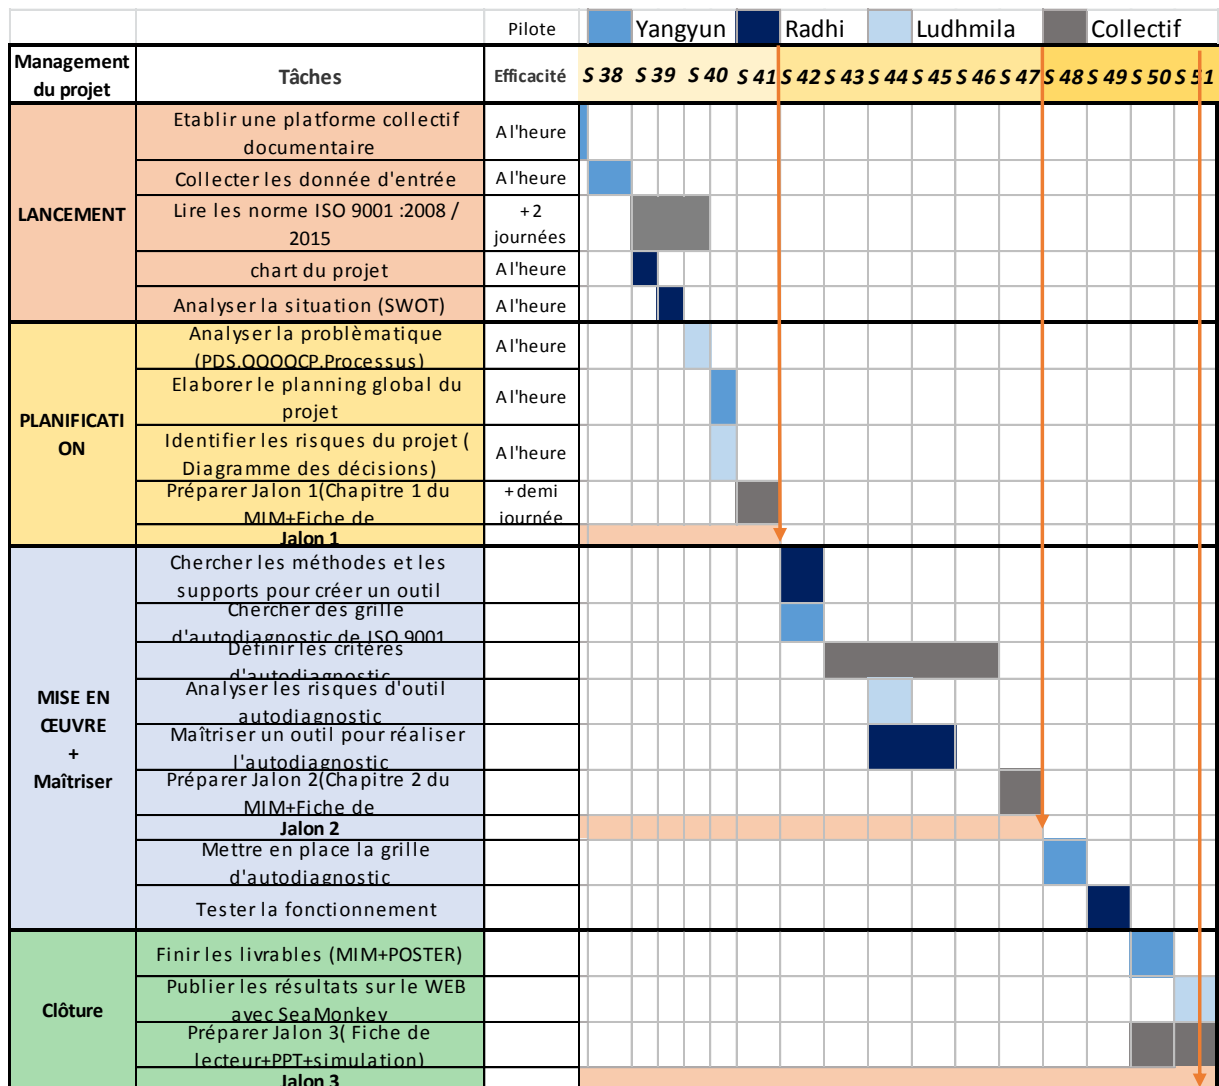 Pilote Yangyun Radhi Ludhmila Collectif
Management
du projet
Tâches
Efficacité
S 38 S 39 S 40 S 41 S 42 S 43 S 44 S 45 S 46 S 47 S 48 S 49 S 50 S 51
LANCEMENT
Etablir une platforme collectif
documentaire
A l'heure
Collecter les donnée d'entrée
A l'heure
Lire les norme ISO 9001 :2008 /
2015
+ 2
journées
chart du projet
A l'heure
Analyser la situation (SWOT)
A l'heure
PLANIFICATI
ON
Analyser la problèmatique
(PDS,QQOQCP,Processus)
A l'heure
Elaborer le planning global du
projet
A l'heure
Identifier les risques du projet (
Diagramme des décisions)
A l'heure
Préparer Jalon 1(Chapitre 1 du
MIM+Fiche de
+ demi
journée
Jalon 1
MISE EN
ŒUVRE
+
Maîtriser
Chercher les méthodes et les
supports pour créer un outil
Chercher des grille
d'autodiagnostic de ISO 9001
Définir les critères
d'autodiagnostic
Analyser les risques d'outil
autodiagnostic
Maîtriser un outil pour réaliser
l'autodiagnostic
Préparer Jalon 2(Chapitre 2 du
MIM+Fiche de
Jalon 2
Mettre en place la grille
d'autodiagnostic
Tester la fonctionnement
Clôture
Finir les livrables (MIM+POSTER)
Publier les résultats sur le WEB
avec SeaMonkey
Préparer Jalon 3( Fiche de
lecteur+PPT+simulation)
Jalon 3